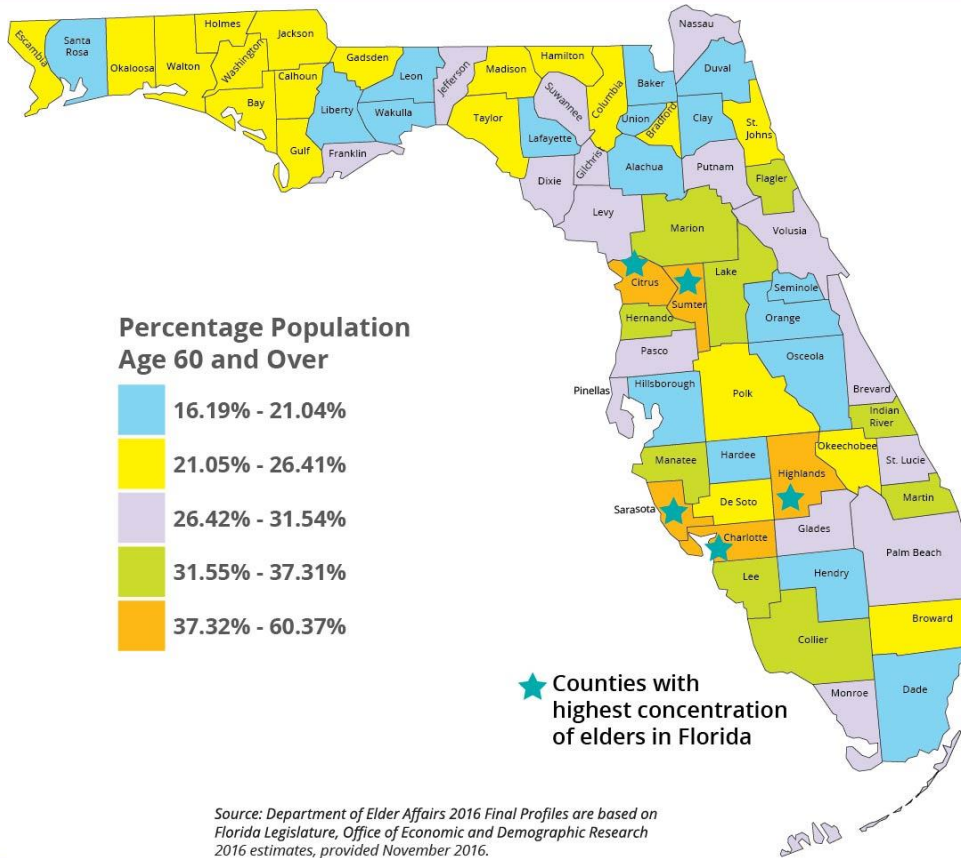 Nassau
Holmes
Jackson
Santa
Rosa
Escambia
Okaloosa
Walton
Washington
Gadsden
Leon
Jefferson
Madison
Hamilton
Baker
Duval
Calhoun
Bay
Liberty
Wakulla
Taylor
Suwannee
Columbia
Union
Bradford
Clay
St.
Johns
Gulf
Franklin
Lafayette
Gilchrist
Alachua
Putnam
Flagler
Dixie
Levy
Marion
Volusia
Citrus
Sumter
Lake
Seminole
Hernando
Orange
Pasco
Osceola
Pinellas
Hillsborough
Polk
Brevard
Indian
River
Manatee
Hardee
Highlands
Okeechobee
St. Lucie
Sarasota
De Soto
Martin
Charlotte
Glades
Palm Beach
Lee
Hendry
Collier
Broward
Monroe
Dade
Percentage Population
Age 60 and Over
16.19% - 21.04%
21.05% - 26.41%
26.42% - 31.54%
31.55% - 37.31%
37.32% - 60.37%
Counties with
highest concentration
of elders in Florida
Source: Department of Elder Affairs 2016 Final Profiles are based on
Florida Legislature, Office of Economic and Demographic Research
2016 estimates, provided November 2016.